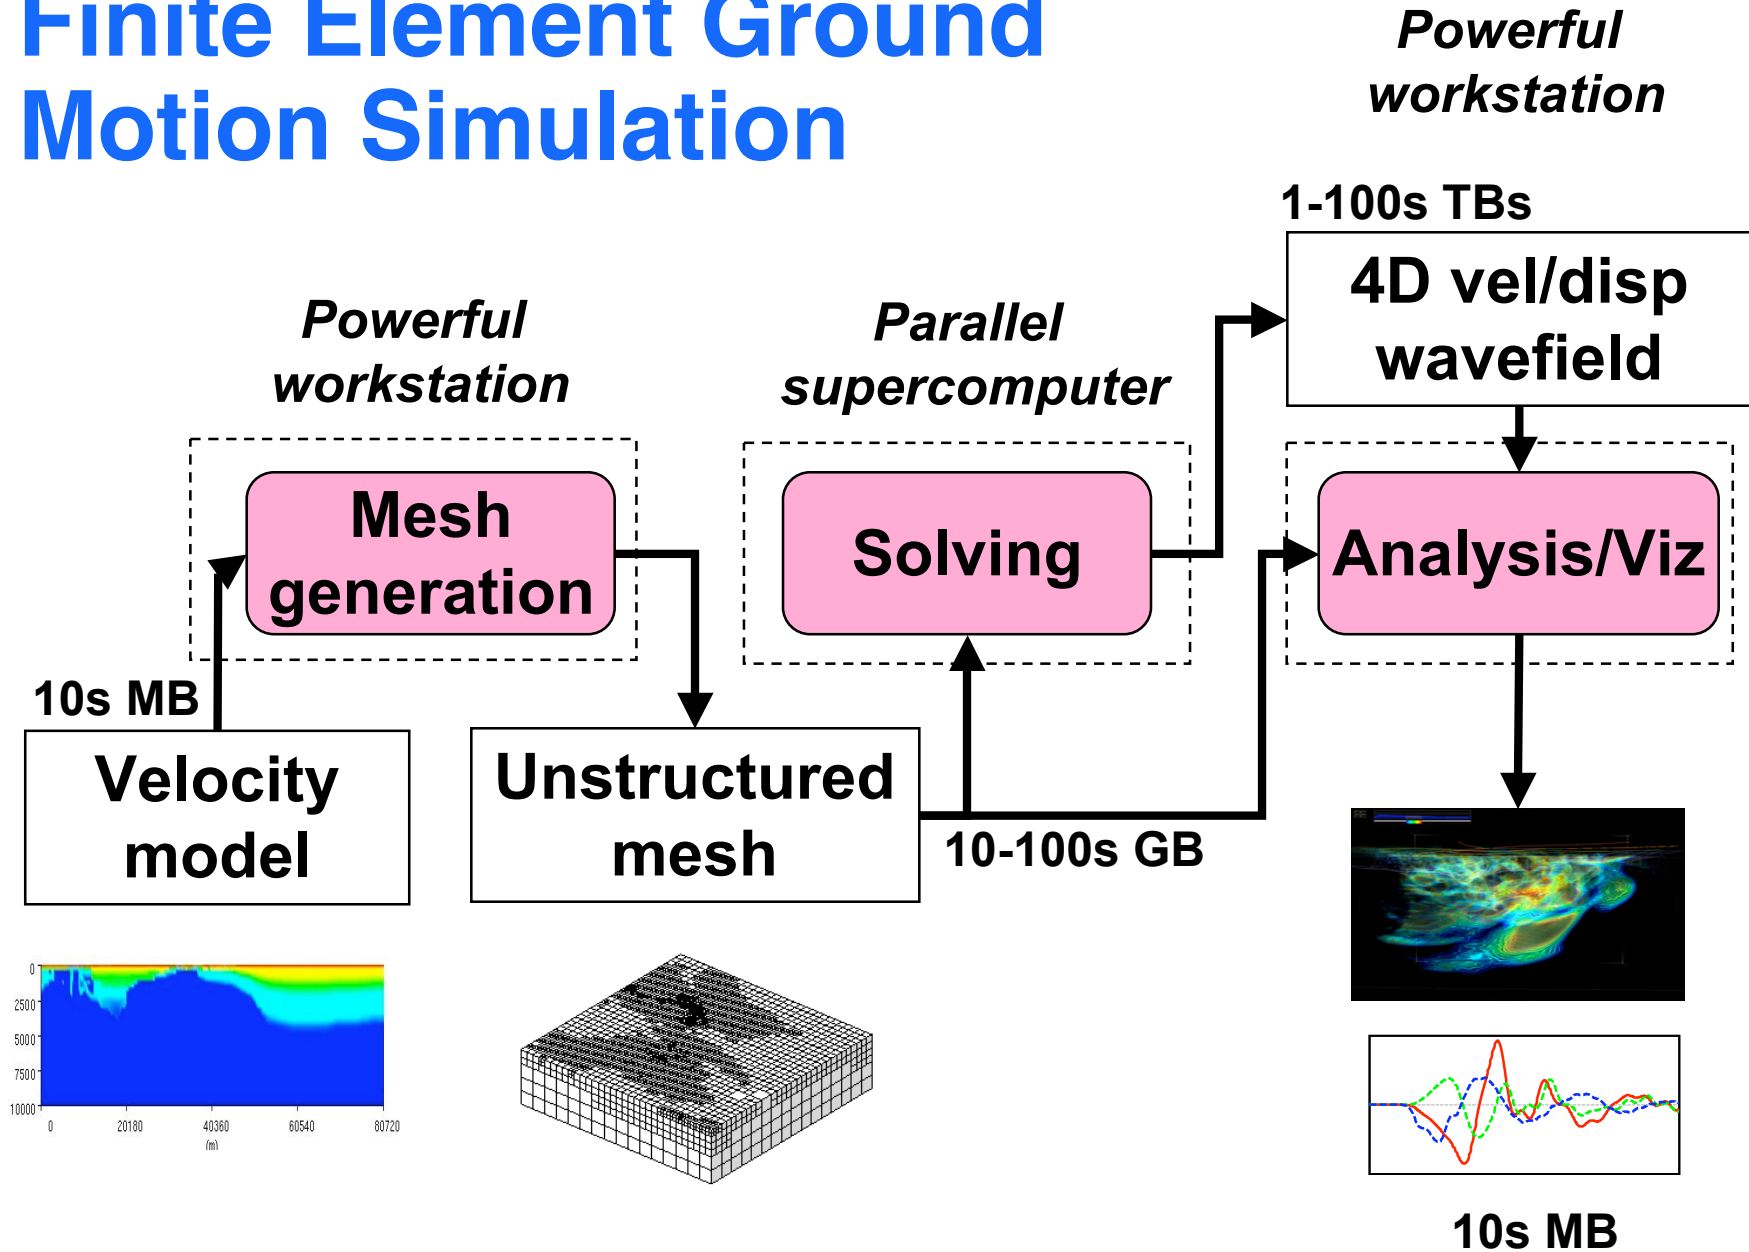 Finite Element Ground
Motion Simulation
Powerful
workstation
1-100s TBs
4D vel/disp
wavefield
Powerful
workstation
Parallel
supercomputer
Mesh
generation
Solving
Analysis/Viz
10s MB
Velocity
model
Unstructured
mesh
10-100s GB
0
2500
5000
7500
10000
0 20180 40360 60540 80720
(m)
10s MB